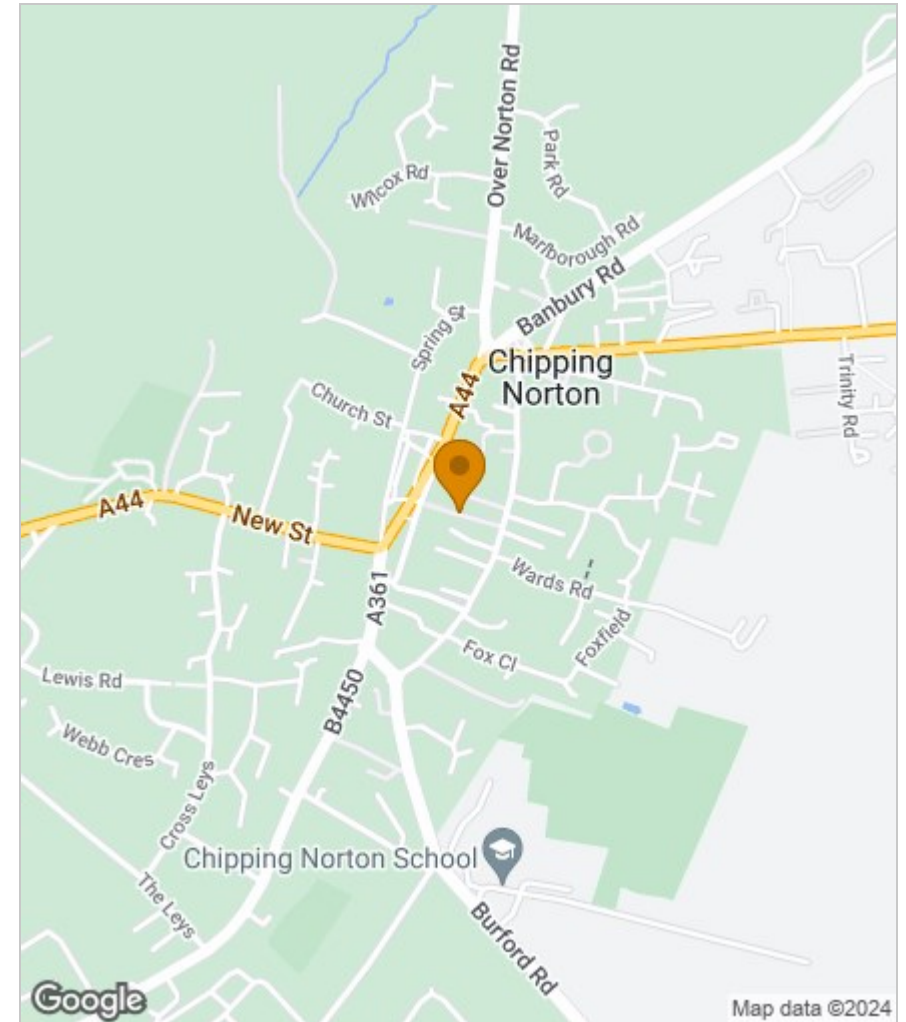 Over Norton Rd
Park Rd
Wilcox Rd
Marlborough Rd
Banbury Rd
Spring St
Chipping
Norton
A44
Trinity Rd
Church St
A44
New St
Wards Rd
A361
Foxfield
Fox Cl
Lewis Rd
B4450
Webb Cres
Cross Leys
Chipping Norton School
The Leys
Burford Rd
Google
Map data ©2024